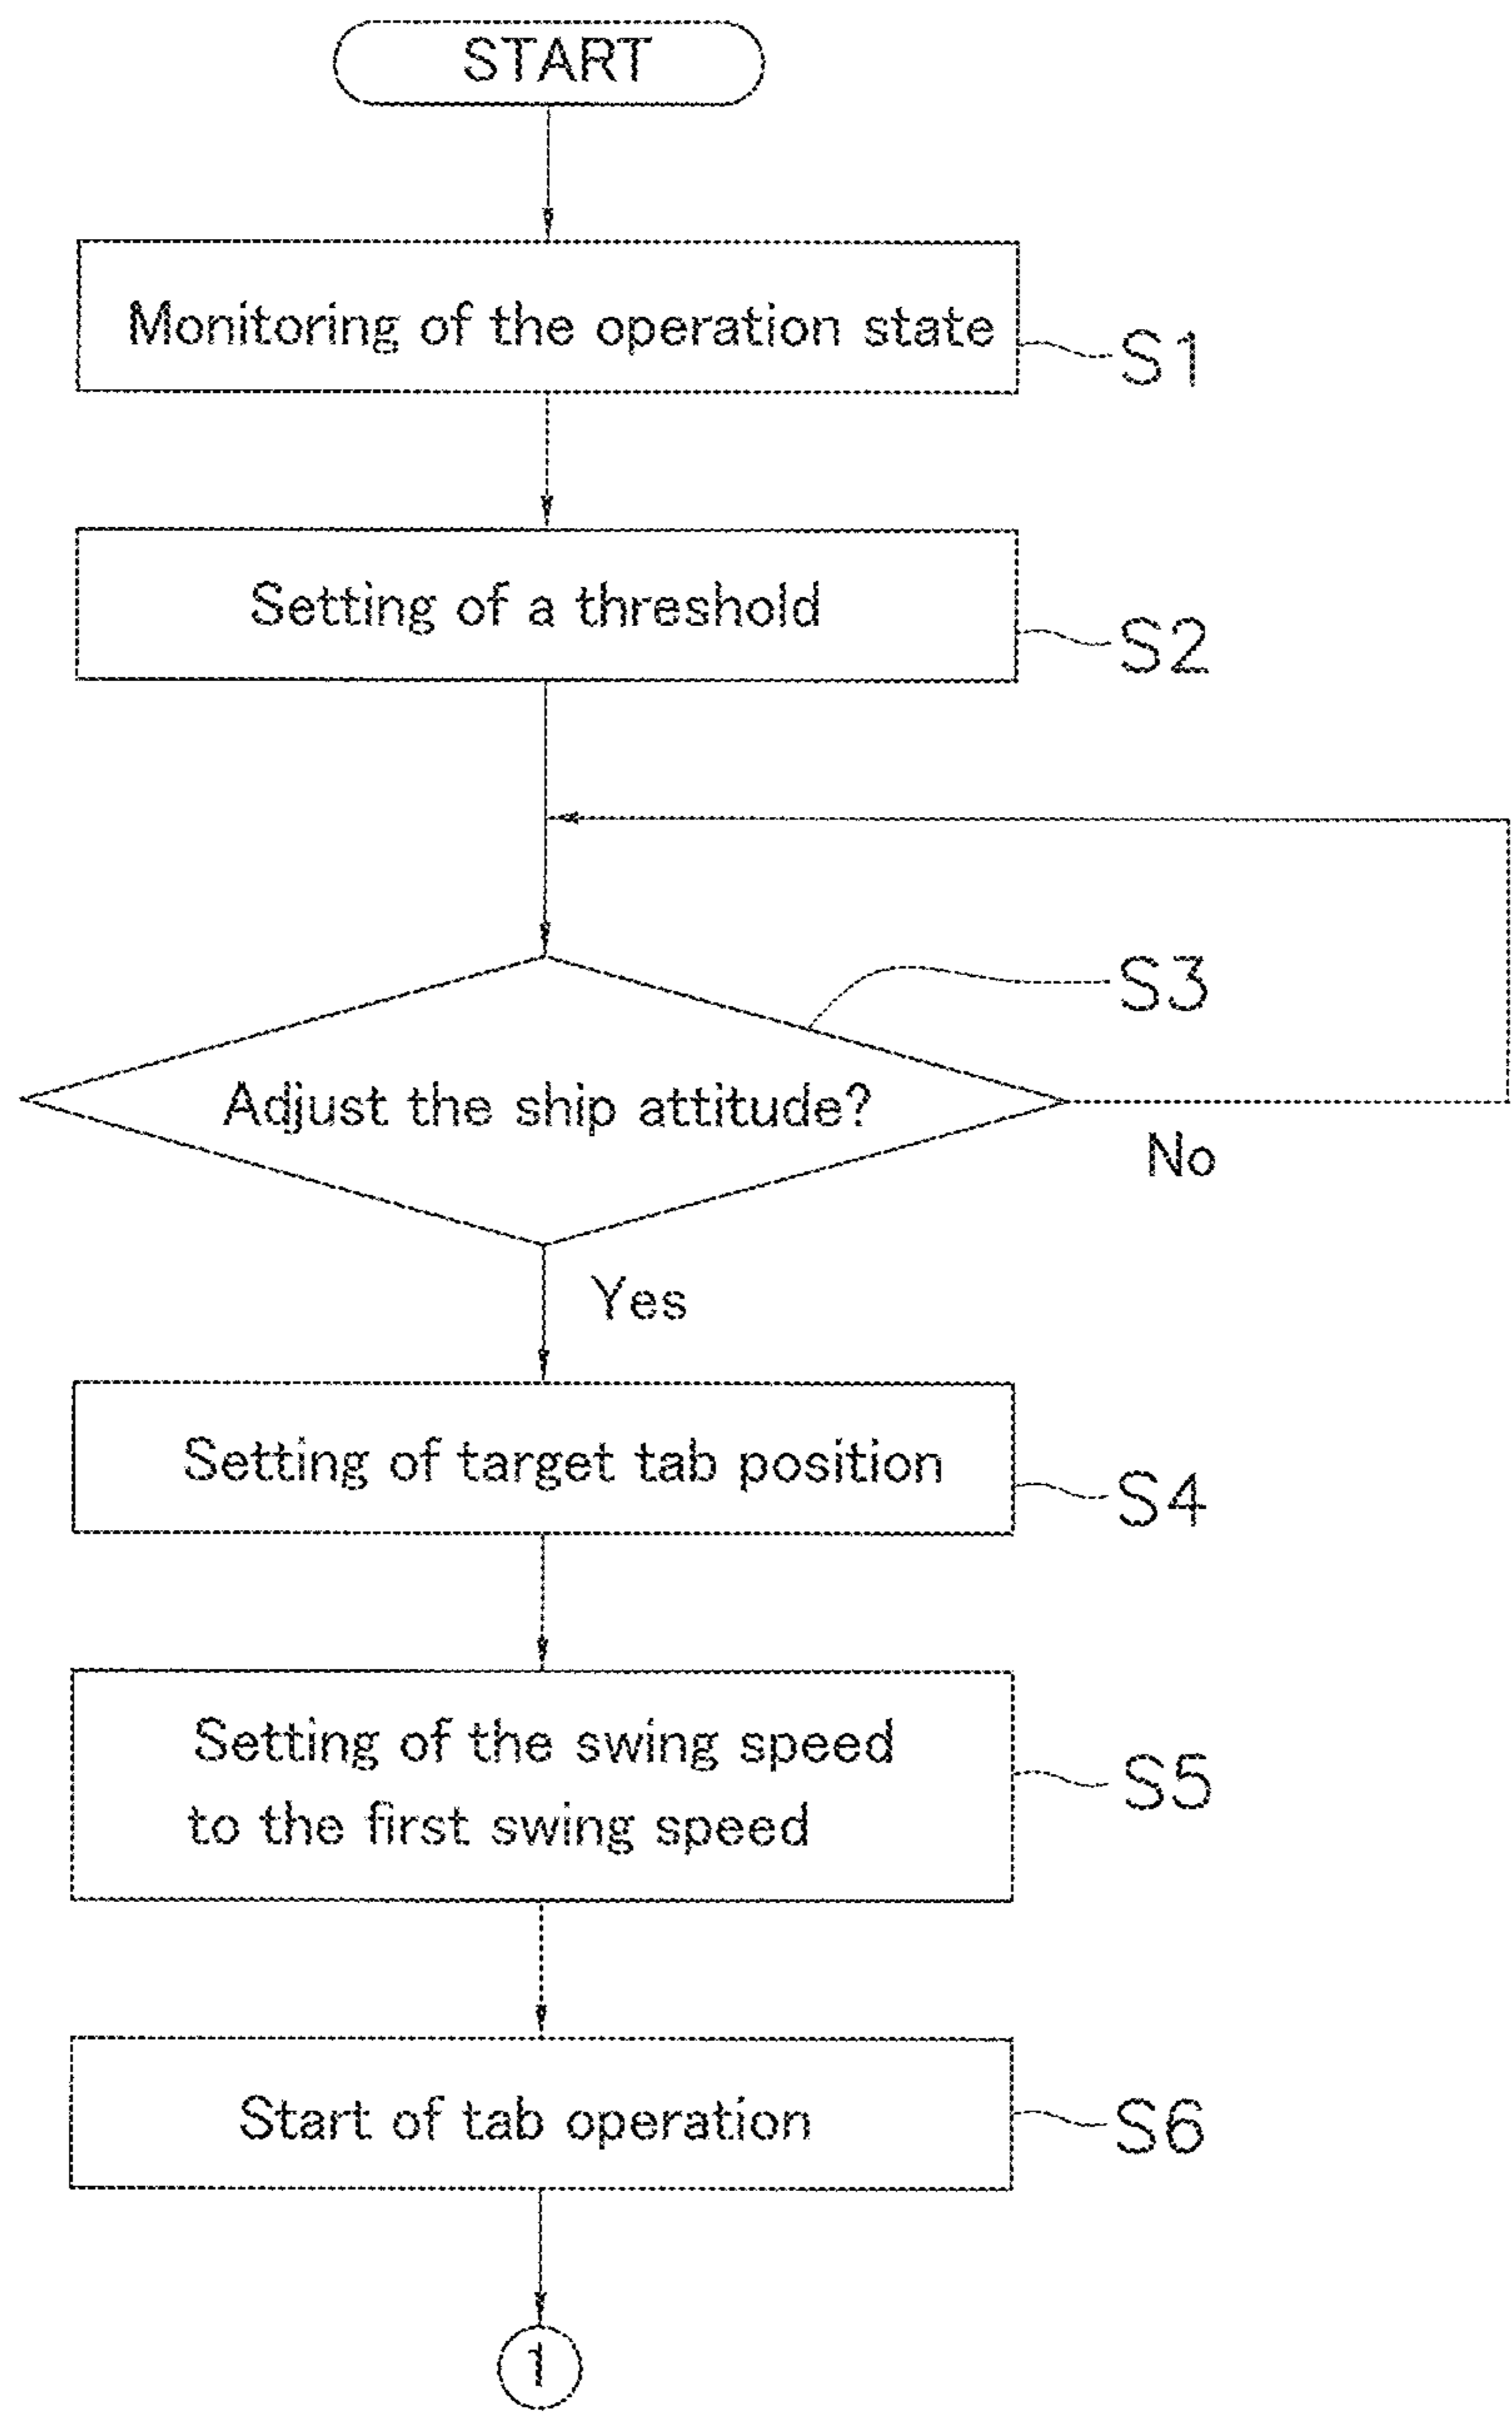 START
Monitoring of the operation state
S1
Setting of a threshold
S2
S3
Adjust the ship attitude?
No
Yes
Setting of target tab position
S4
Setting of the swing speed
to the first swing speed
S5
Start of tab operation
S6
1